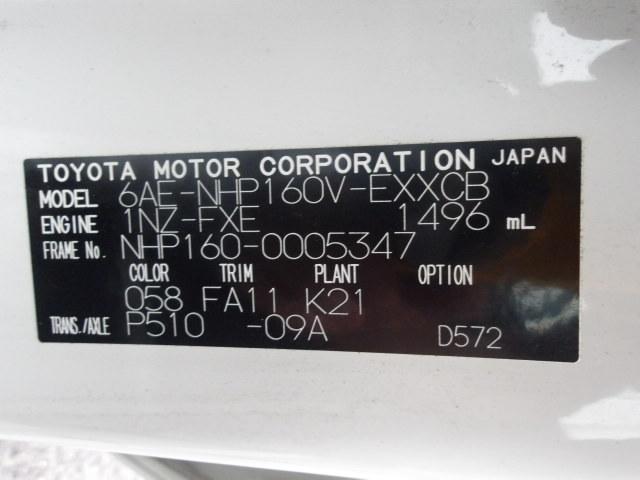 TOYOTA MOTOR CORPORATION JAPAN
MODEL 6AE-NHP160V-EXXCB
ENGINE 1NZ-FXE 1496 mL
FRAME No. NHP160-0005347
COLOR TRIM PLANT OPTION
058 FA11 K21
TRANS./AXLE P510 -09A D572